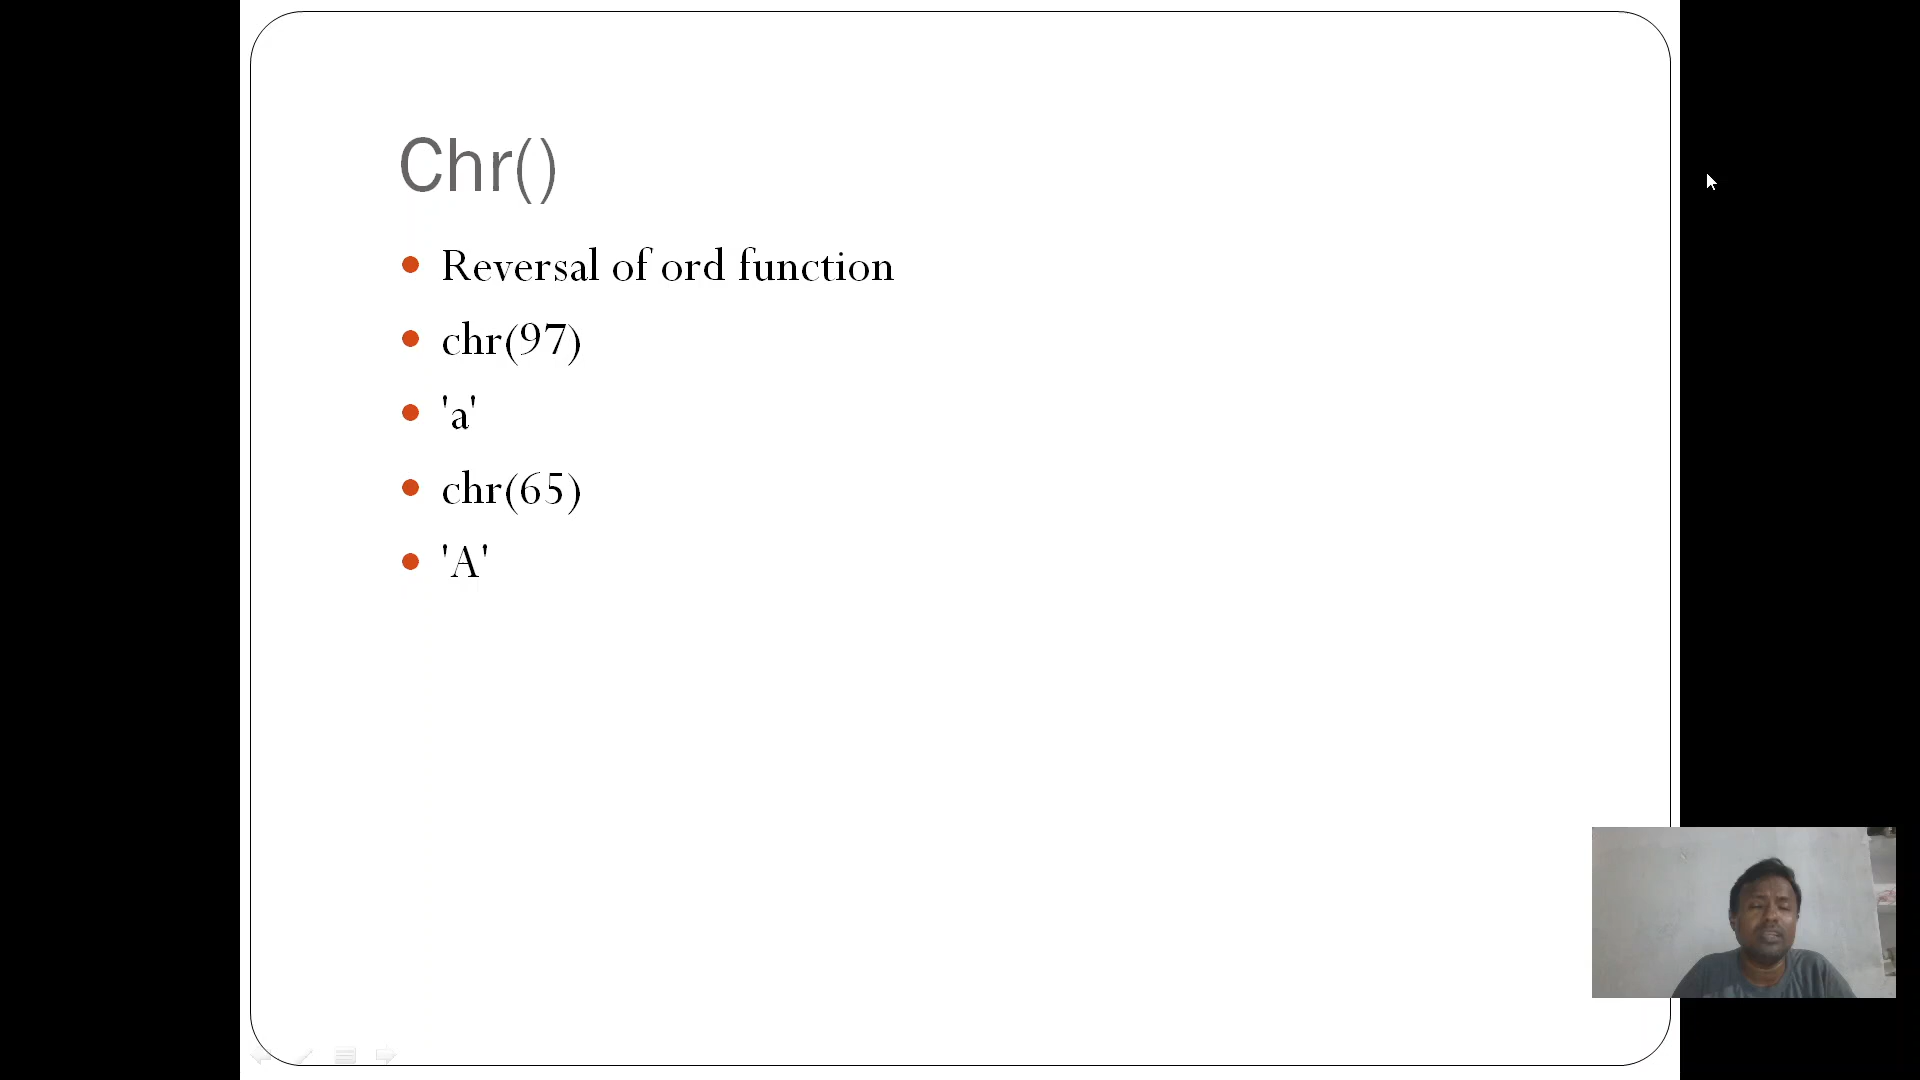 Chr()
Reversal of ord function
chr(97)
'a'
chr(65)
'A'